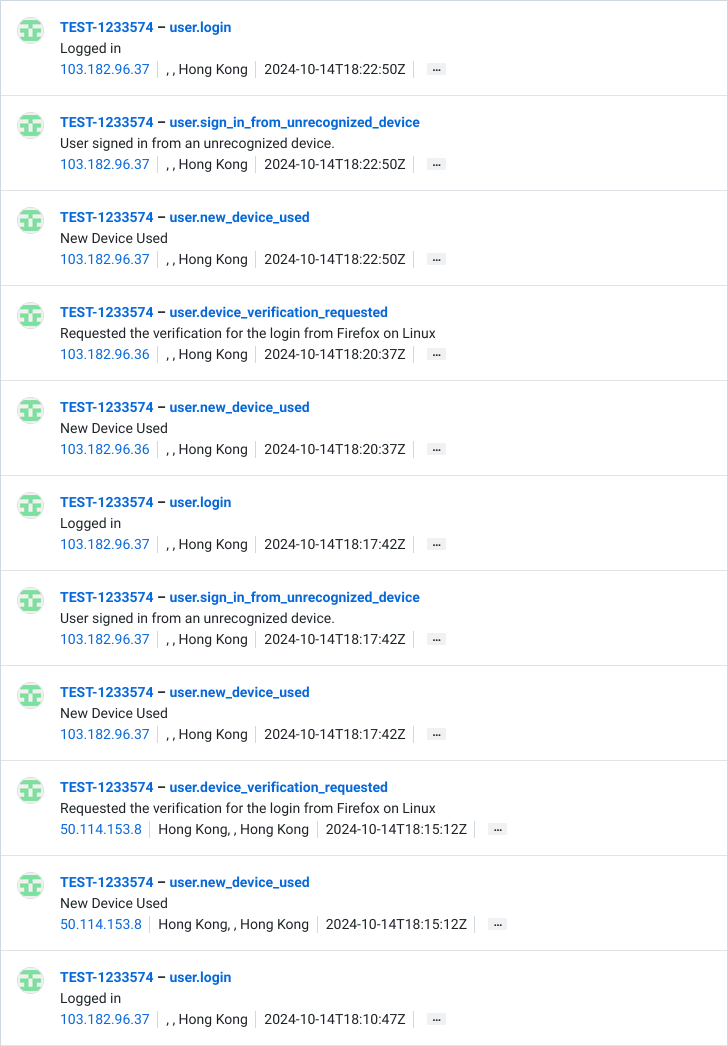 TEST-1233574 – user.login
Logged in
103.182.96.37 , , Hong Kong 2024-10-14T18:22:50Z ...
TEST-1233574 – user.sign_in_from_unrecognized_device
User signed in from an unrecognized device.
103.182.96.37 , , Hong Kong 2024-10-14T18:22:50Z ...
TEST-1233574 – user.new_device_used
New Device Used
103.182.96.37 , , Hong Kong 2024-10-14T18:22:50Z ...
TEST-1233574 – user.device_verification_requested
Requested the verification for the login from Firefox on Linux
103.182.96.36 , , Hong Kong 2024-10-14T18:20:37Z ...
TEST-1233574 – user.new_device_used
New Device Used
103.182.96.36 , , Hong Kong 2024-10-14T18:20:37Z ...
TEST-1233574 – user.login
Logged in
103.182.96.37 , , Hong Kong 2024-10-14T18:17:42Z ...
TEST-1233574 – user.sign_in_from_unrecognized_device
User signed in from an unrecognized device.
103.182.96.37 , , Hong Kong 2024-10-14T18:17:42Z ...
TEST-1233574 – user.new_device_used
New Device Used
103.182.96.37 , , Hong Kong 2024-10-14T18:17:42Z ...
TEST-1233574 – user.device_verification_requested
Requested the verification for the login from Firefox on Linux
50.114.153.8 Hong Kong, , Hong Kong 2024-10-14T18:15:12Z ...
TEST-1233574 – user.new_device_used
New Device Used
50.114.153.8 Hong Kong, , Hong Kong 2024-10-14T18:15:12Z ...
TEST-1233574 – user.login
Logged in
103.182.96.37 , , Hong Kong 2024-10-14T18:10:47Z ...